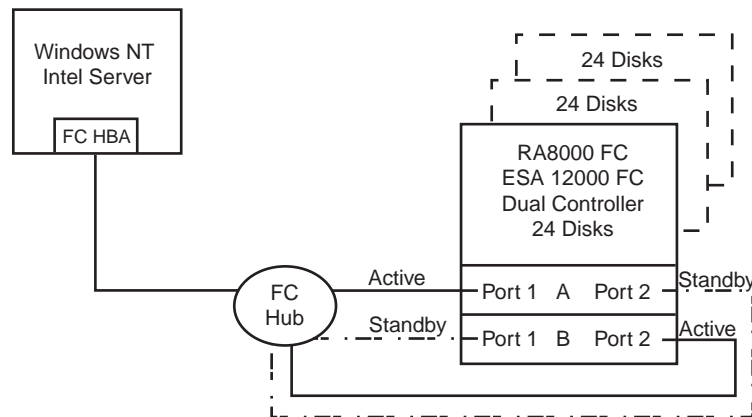 Windows NT
Intel Server
FC HBA
24 Disks
24 Disks
RA8000 FC
ESA 12000 FC
Dual Controller
24 Disks
FC
Hub
Active
Port 1 A Port 2
Standby
Standby
Port 1 B Port 2
Active